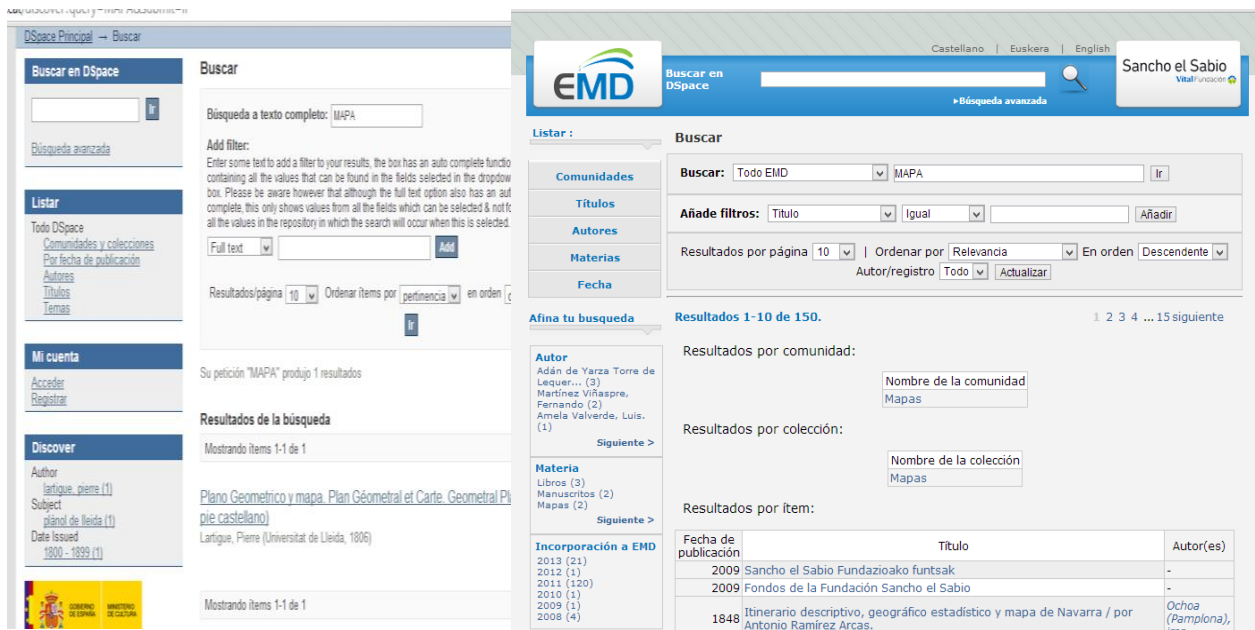 DSpace Principal → Buscar
Buscar en DSpace
Ir
Búsqueda avanzada
Listar
Todo DSpace
Comunidades y colecciones
Por fecha de publicación
Autores
Títulos
Temas
Mi cuenta
Acceder
Registrar
Discover
Author
lartigue, pierre (1)
Subject
plànol de lleida (1)
Date Issued
1800 - 1899 (1)
GOBIERNO DE ESPAÑA
MINISTERIO DE CULTURA
Buscar
Búsqueda a texto completo: MAPA
Add filter:
Enter some text to add a filter to your results, the box has an auto complete functio
containing all the values that can be found in the fields selected in the dropdow
box. Please be aware however that although the full text option also has an aut
complete, this only shows values from all the fields which can be selected & not fo
all the values in the repository in which the search will occur when this is selected.
Full text Add
Resultados/página 10 Ordenar ítems por pertinencia en orden
Ir
Su petición "MAPA" produjo 1 resultados
Resultados de la búsqueda
Mostrando ítems 1-1 de 1
Plano Geometrico y mapa. Plan Géometral et Carte. Geometral Pl
pie castellano)
Lartigue, Pierre (Universitat de Lleida, 1806)
Mostrando ítems 1-1 de 1
Castellano | Euskera | English
EMD
Buscar en
DSpace
Búsqueda avanzada
Sancho el Sabio
Vital Fundación
Listar :
Comunidades
Títulos
Autores
Materias
Fecha
Afina tu busqueda
Autor
Adán de Yarza Torre de
Lequer... (3)
Martínez Viñaspre,
Fernando (2)
Amela Valverde, Luis.
(1)
Siguiente >
Materia
Libros (3)
Manuscritos (2)
Mapas (2)
Siguiente >
Incorporación a EMD
2013 (21)
2012 (1)
2011 (120)
2010 (1)
2009 (1)
2008 (4)
Buscar
Buscar: Todo EMD MAPA Ir
Añade filtros: Titulo Igual Añadir
Resultados por página 10 | Ordenar por Relevancia En orden Descendente
Autor/registro Todo Actualizar
Resultados 1-10 de 150. 1 2 3 4 ... 15 siguiente
Resultados por comunidad:
Nombre de la comunidad
Mapas
Resultados por colección:
Nombre de la colección
Mapas
Resultados por ítem:
Fecha de publicación Título Autor(es)
2009 Sancho el Sabio Fundazioako funtsak -
2009 Fondos de la Fundación Sancho el Sabio -
1848 Itinerario descriptivo, geográfico estadístico y mapa de Navarra / por Antonio Ramírez Arcas. Ochoa (Pamplona),